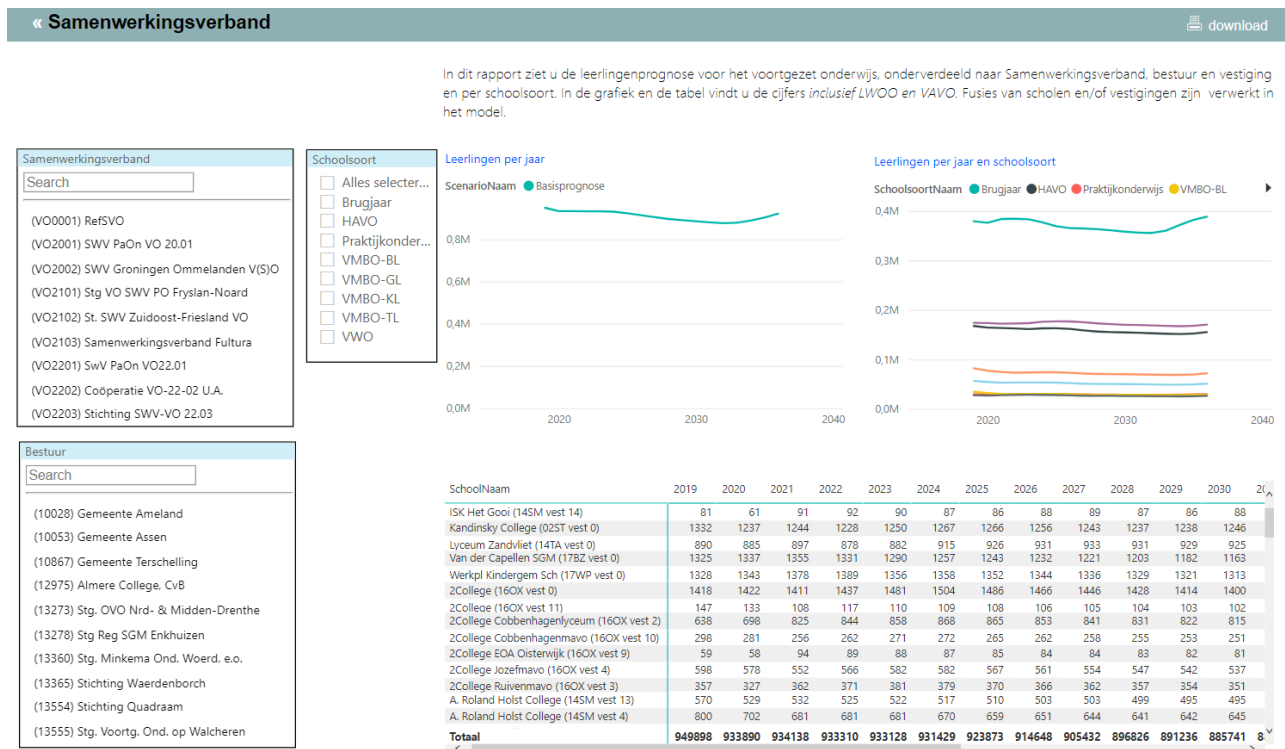 « Samenwerkingsverband
download
In dit rapport ziet u de leerlingenprognose voor het voortgezet onderwijs, onderverdeeld naar Samenwerkingsverband, bestuur en vestiging
en per schoolsoort. In de grafiek en de tabel vindt u de cijfers inclusief LWOO en VAVO. Fusies van scholen en/of vestigingen zijn verwerkt in
het model.
Samenwerkingsverband
Search
(VO0001) RefSVO
(VO2001) SWV PaOn VO 20.01
(VO2002) SWV Groningen Ommelanden V(S)O
(VO2101) Stg VO SWV PO Fryslan-Noard
(VO2102) St. SWV Zuidoost-Friesland VO
(VO2103) Samenwerkingsverband Fultura
(VO2201) SwV PaOn VO22.01
(VO2202) Coöperatie VO-22-02 U.A.
(VO2203) Stichting SWV-VO 22.03
Schoolsoort
Alles selecter...
Brugjaar
HAVO
Praktijkonder...
VMBO-BL
VMBO-GL
VMBO-KL
VMBO-TL
VWO
Leerlingen per jaar
ScenarioNaam Basisprognose
0,8M
0,6M
0,4M
0,2M
0,0M
2020 2030 2040
Leerlingen per jaar en schoolsoort
SchoolsoortNaam Brugjaar HAVO Praktijkonderwijs VMBO-BL
0,4M
0,3M
0,2M
0,1M
0,0M
2020 2030 2040
Bestuur
Search
(10028) Gemeente Ameland
(10053) Gemeente Assen
(10867) Gemeente Terschelling
(12975) Almere College, CvB
(13273) Stg. OVO Nrd- & Midden-Drenthe
(13278) Stg Reg SGM Enkhuizen
(13360) Stg. Minkema Ond. Woerd. e.o.
(13365) Stichting Waerdenborch
(13554) Stichting Quadraam
(13555) Stg. Voortg. Ond. op Walcheren
SchoolNaam 2019 2020 2021 2022 2023 2024 2025 2026 2027 2028 2029 2030
ISK Het Gooi (14SM vest 14) 81 61 91 92 90 87 86 88 89 87 86 88
Kandinsky College (02ST vest 0) 1332 1237 1244 1228 1250 1267 1266 1256 1243 1237 1238 1246
Lyceum Zandvliet (14TA vest 0) 890 885 897 878 882 915 926 931 933 931 929 925
Van der Capellen SGM (17BZ vest 0) 1325 1337 1355 1331 1290 1257 1243 1232 1221 1203 1182 1163
Werkpl Kindergem Sch (17WP vest 0) 1328 1343 1378 1389 1356 1358 1352 1344 1336 1329 1321 1313
2College (16OX vest 0) 1418 1422 1411 1437 1481 1504 1486 1466 1446 1428 1414 1400
2College (16OX vest 11) 147 133 108 117 110 109 108 106 105 104 103 102
2College Cobbenhagenlyceum (16OX vest 2) 638 698 825 844 858 868 865 853 841 831 822 815
2College Cobbenhagenmavo (16OX vest 10) 298 281 256 262 271 272 265 262 258 255 253 251
2College EOA Oisterwijk (16OX vest 9) 59 58 94 89 88 87 85 84 84 83 82 81
2College Jozefmavo (16OX vest 4) 598 578 552 566 582 582 567 561 554 547 542 537
2College Ruivenmavo (16OX vest 3) 357 327 362 371 381 379 370 366 362 357 354 351
A. Roland Holst College (14SM vest 13) 570 529 532 525 522 517 510 503 503 499 495 495
A. Roland Holst College (14SM vest 4) 800 702 681 681 681 670 659 651 644 641 642 645
Totaal 949898 933890 934138 933310 933128 931429 923873 914648 905432 896826 891236 885741